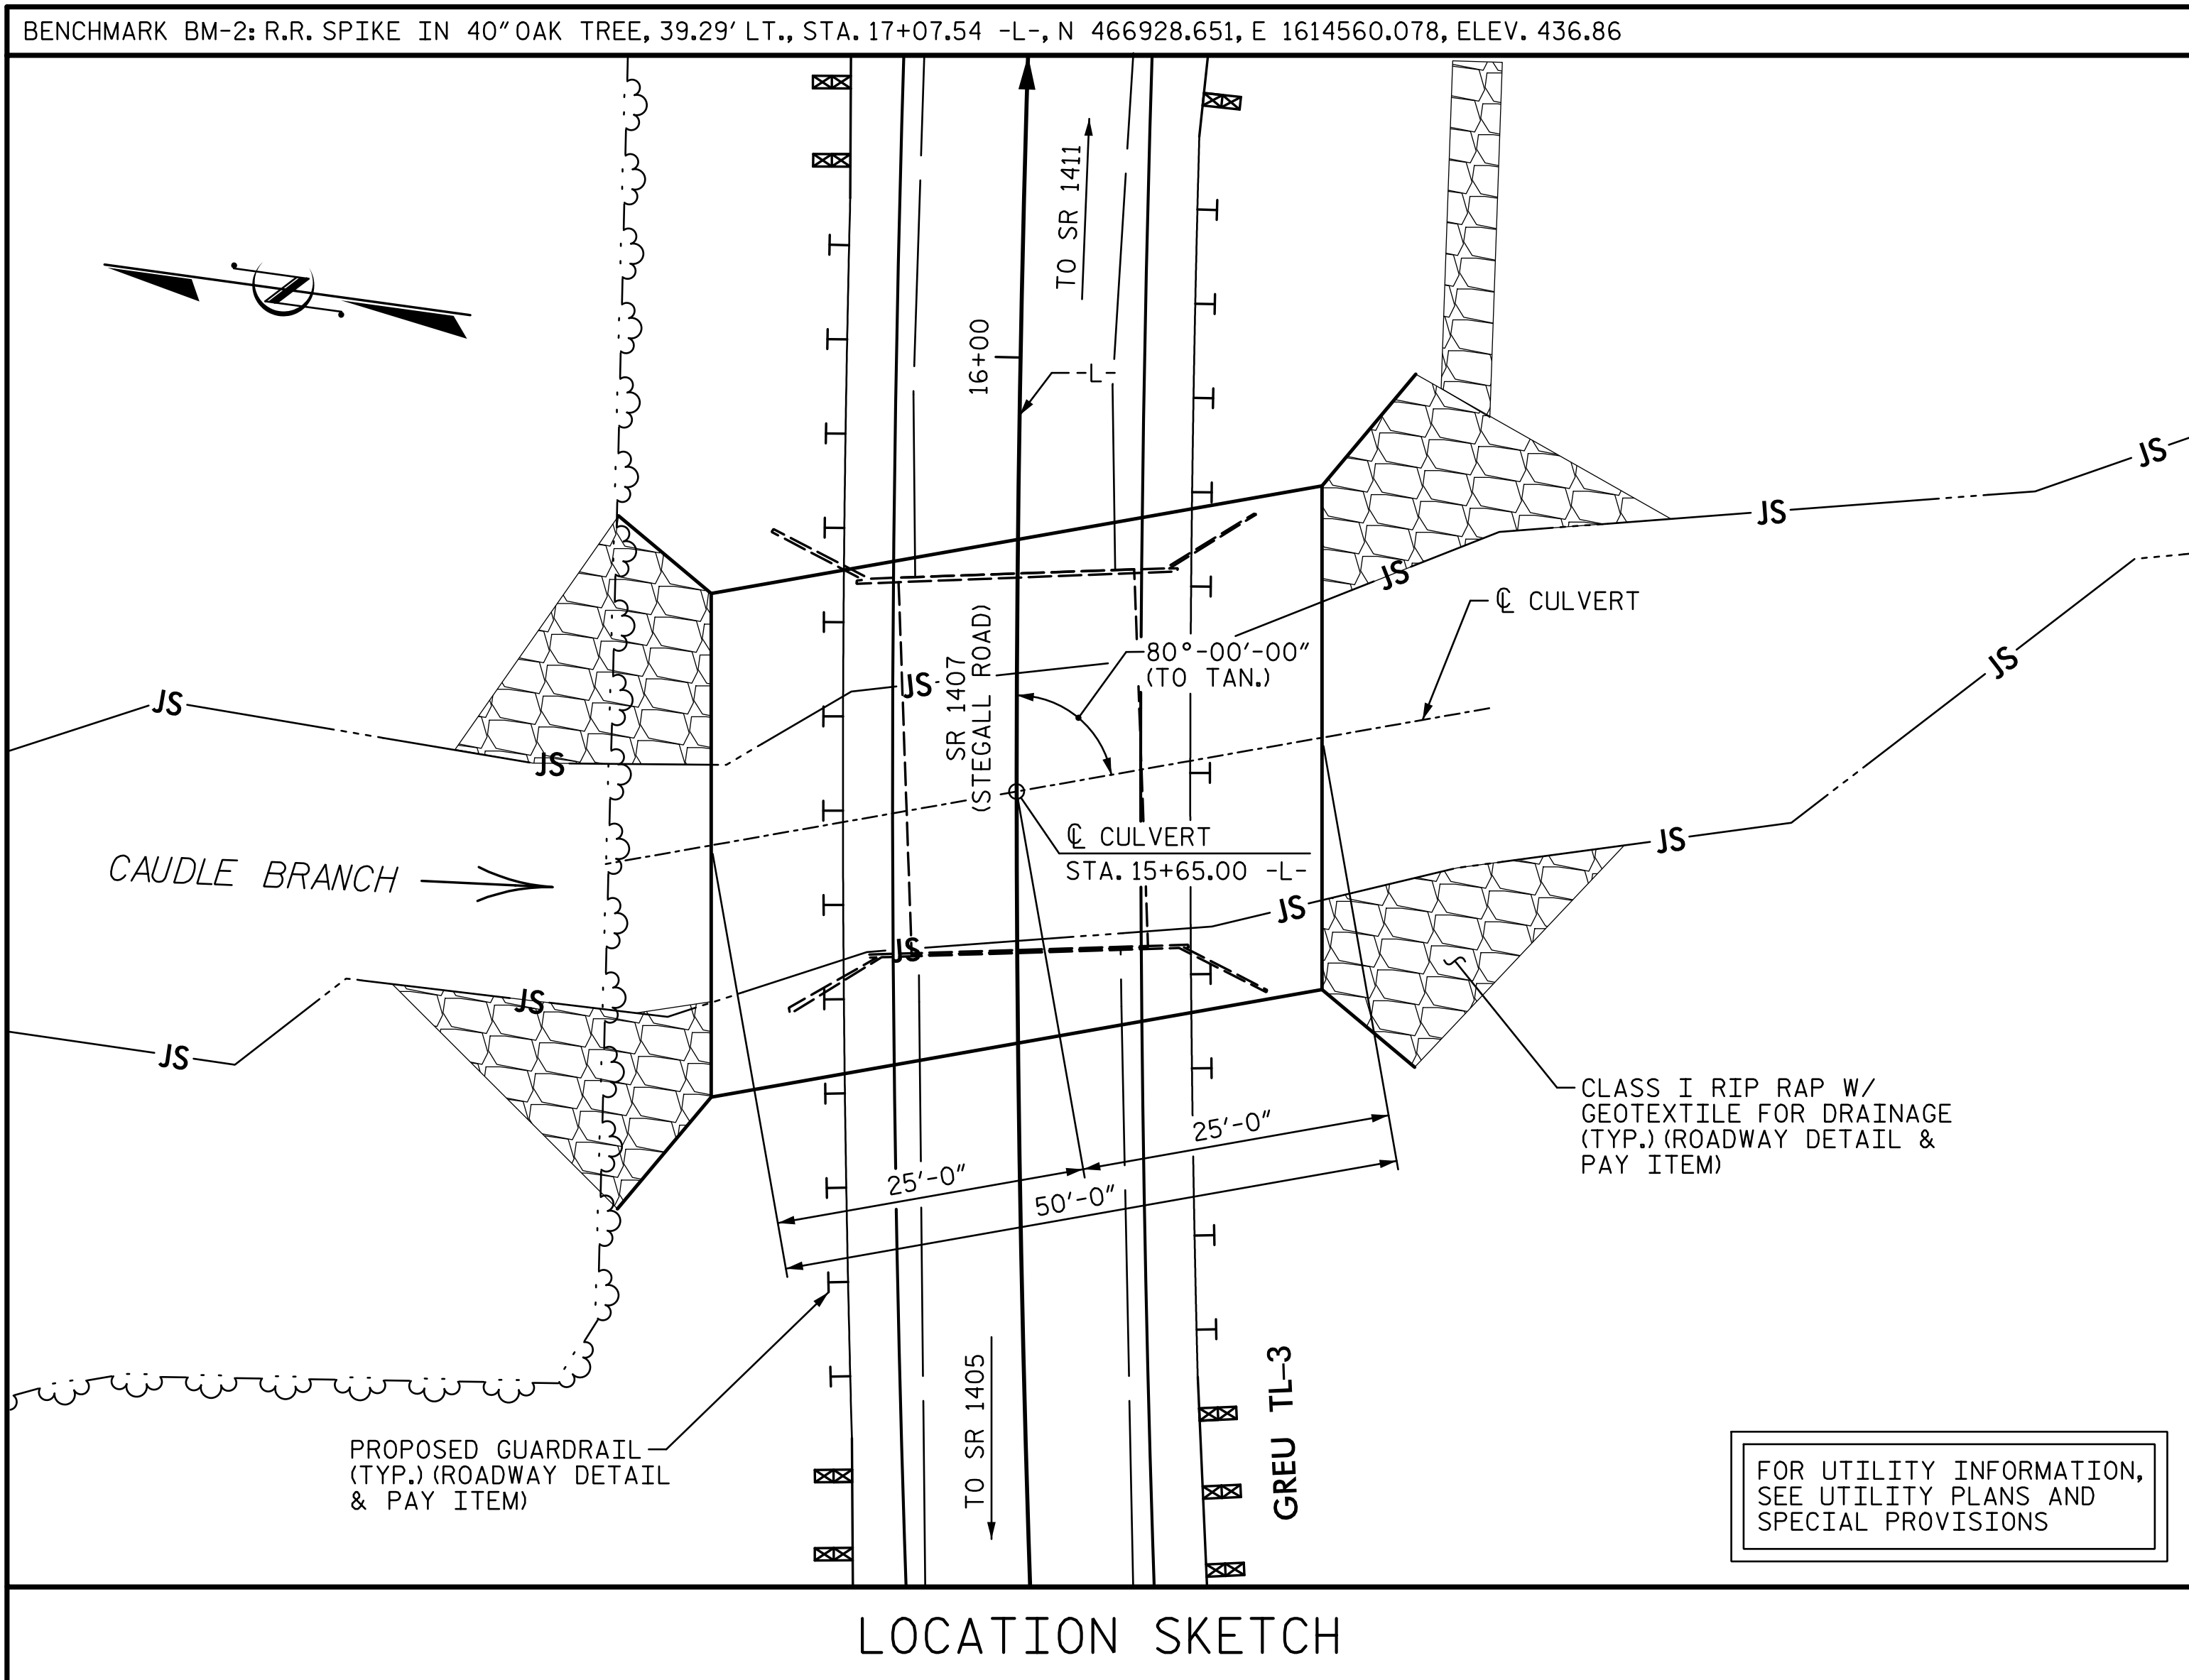 BENCHMARK BM-2: R.R. SPIKE IN 40" OAK TREE, 39.29' LT., STA. 17+07.54 -L-, N 466928.651, E 1614560.078, ELEV. 436.86
TO SR 1411
16+00
-L-
Z
JS
JS
JS
℄ CULVERT
80°-00'-00"
(TO TAN.)
SR 1407
(STEGALL ROAD)
JS
JS
JS
JS
℄ CULVERT
STA. 15+65.00 -L-
JS
CAUDLE BRANCH
JS
JS
JS
JS
CLASS I RIP RAP W/
GEOTEXTILE FOR DRAINAGE
(TYP.) (ROADWAY DETAIL &
PAY ITEM)
25'-0"
25'-0"
50'-0"
TO SR 1405
GREU TL-3
PROPOSED GUARDRAIL
(TYP.) (ROADWAY DETAIL
& PAY ITEM)
FOR UTILITY INFORMATION,
SEE UTILITY PLANS AND
SPECIAL PROVISIONS
LOCATION SKETCH